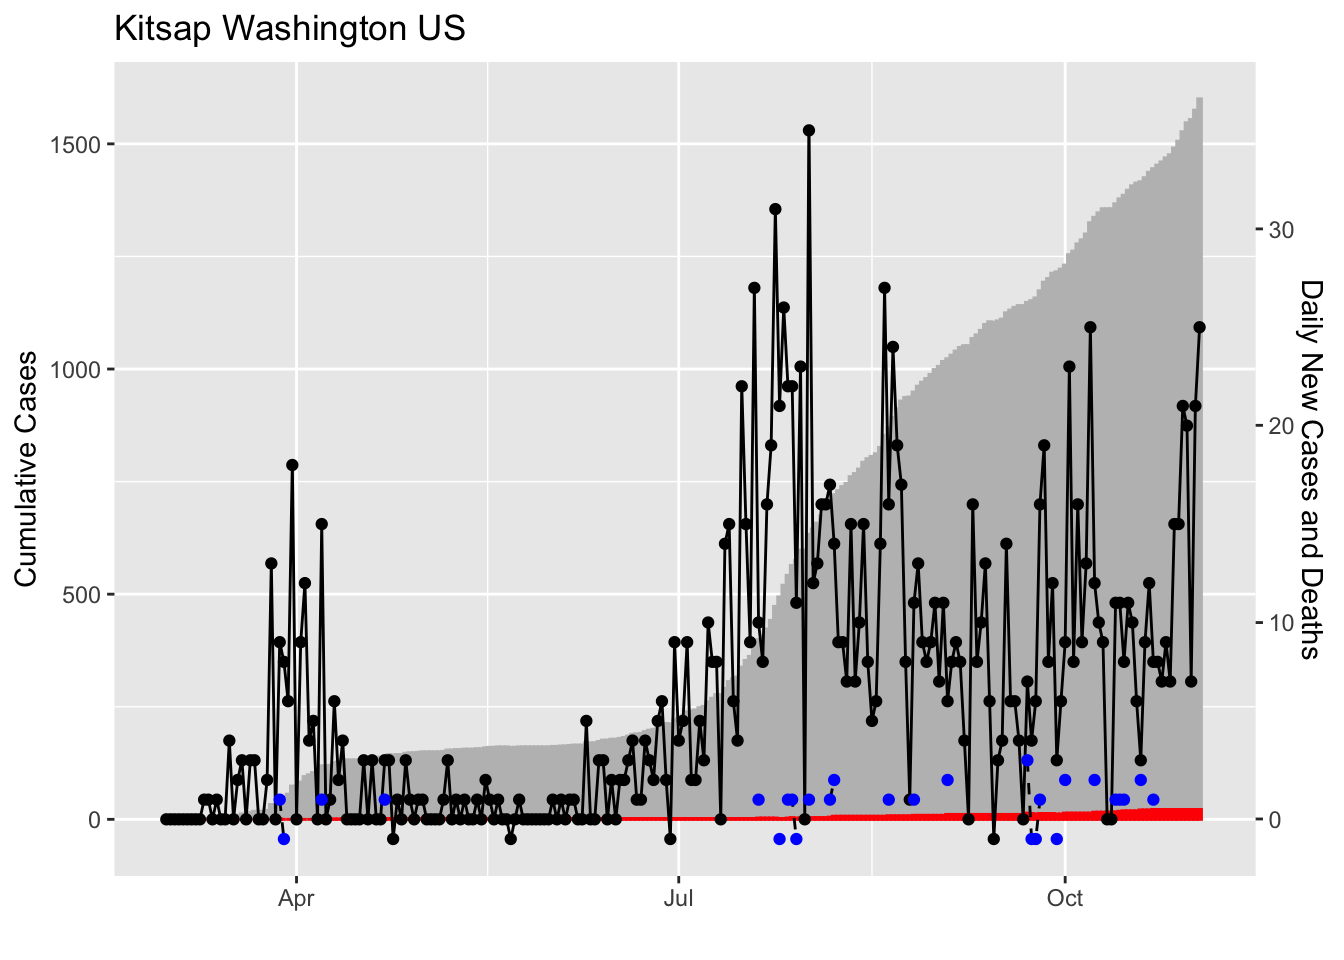 Kitsap Washington US
Cumulative Cases
1500
1000
500
0
30
20
10
0
Daily New Cases and Deaths
Apr
Jul
Oct